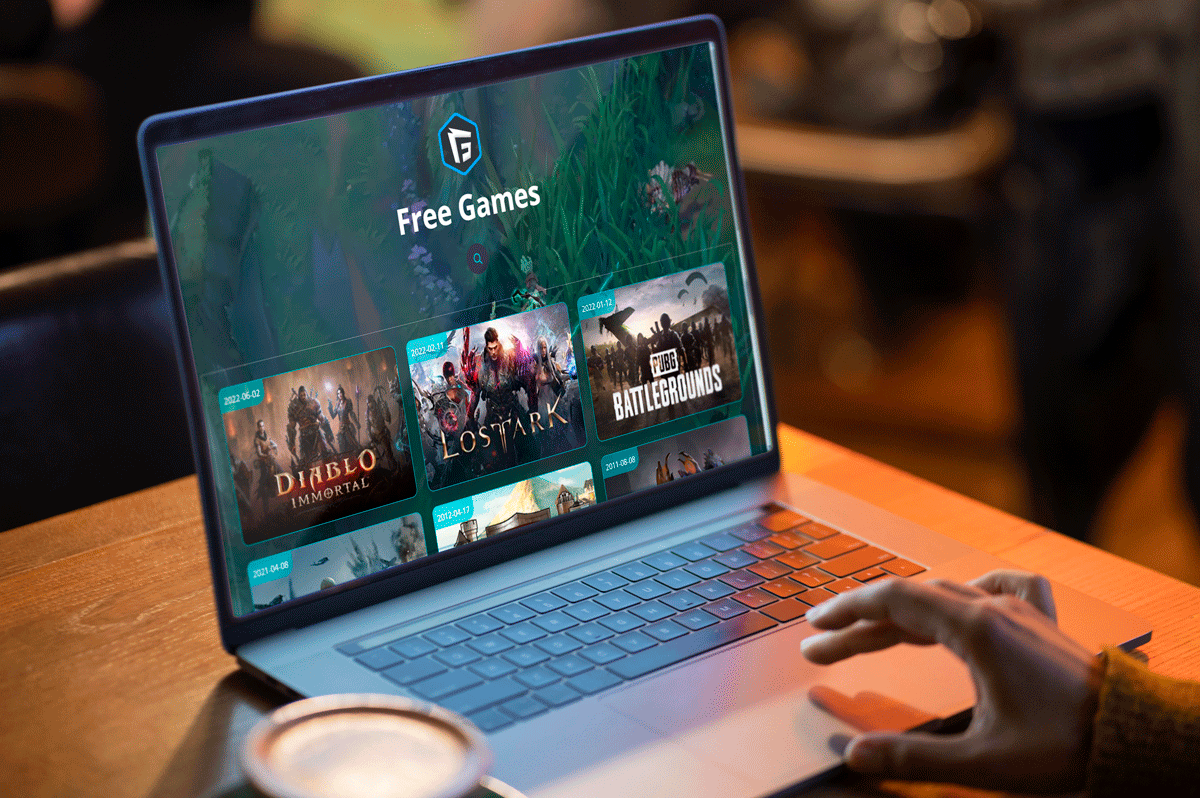 Free Games
2022-06-02
DIABLO
IMMORTAL
2022-02-11
LOST ARK
2022-01-12
PUBG
BATTLEGROUNDS
2021-04-08
2012-04-17
2011-08-08